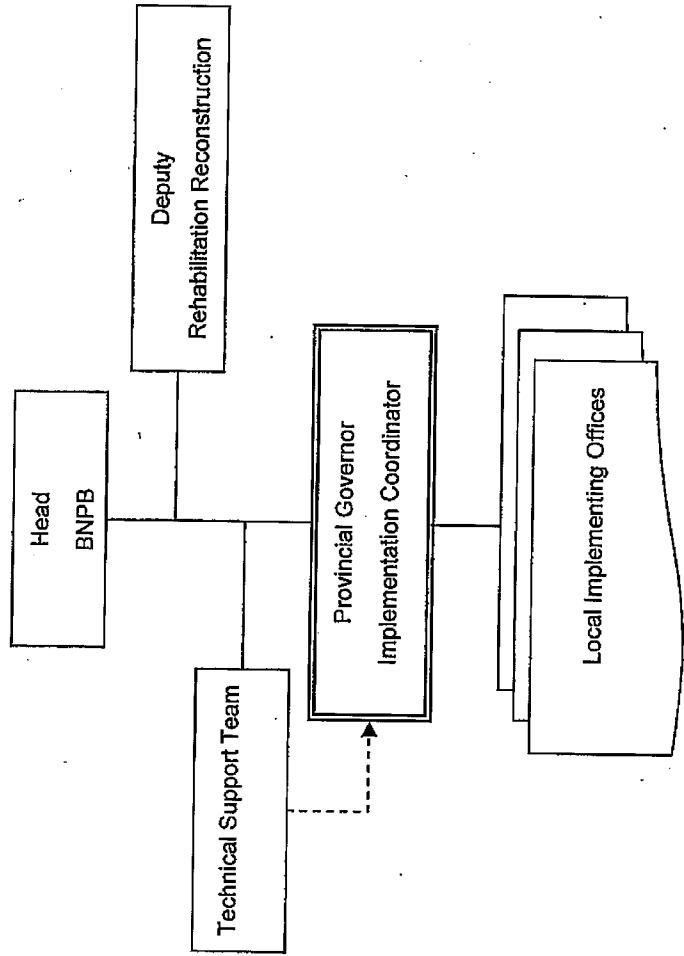 Head
BNPB
Deputy
Rehabilitation Reconstruction
Technical Support Team
Provincial Governor
Implementation Coordinator
Local Implementing Offices